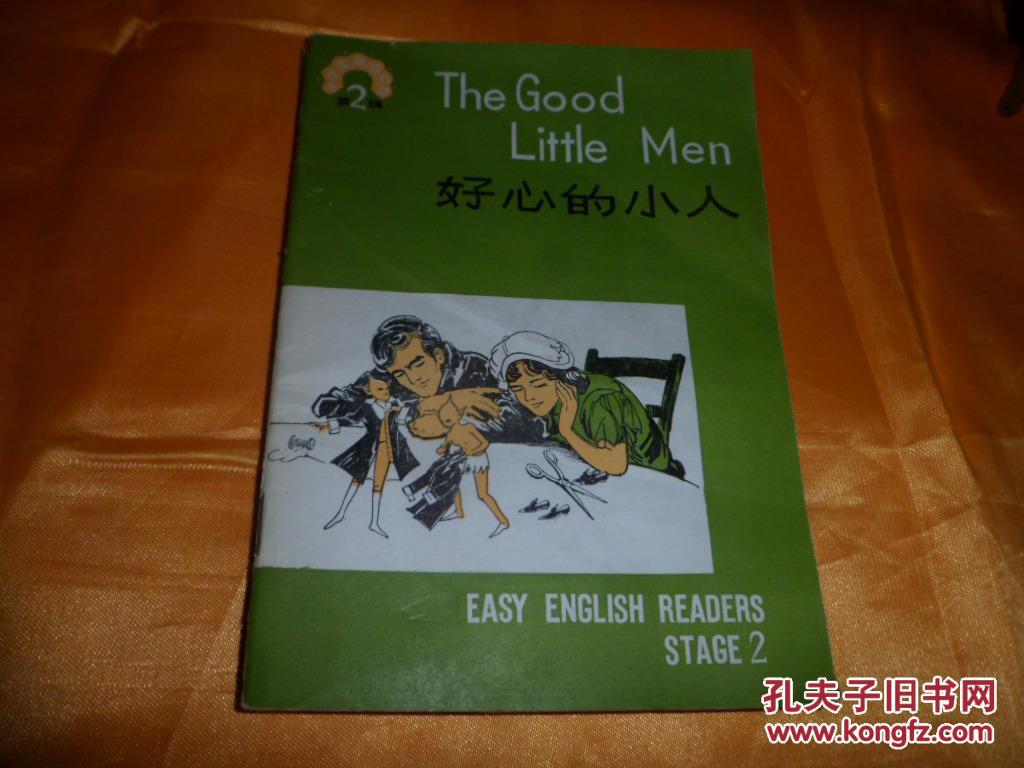 第2辑
The Good
Little Men
好心的小人
EASY ENGLISH READERS
STAGE 2
孔夫子旧书网
www.kongfz.com